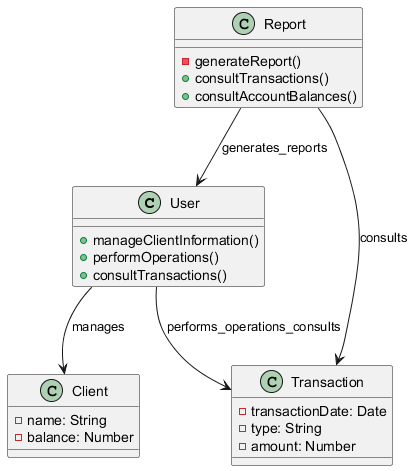 C Report
generateReport()
consultTransactions()
consultAccountBalances()
generates_reports
C User
manageClientInformation()
performOperations()
consultTransactions()
consults
manages
performs_operations_consults
C Client
name: String
balance: Number
C Transaction
transactionDate: Date
type: String
amount: Number